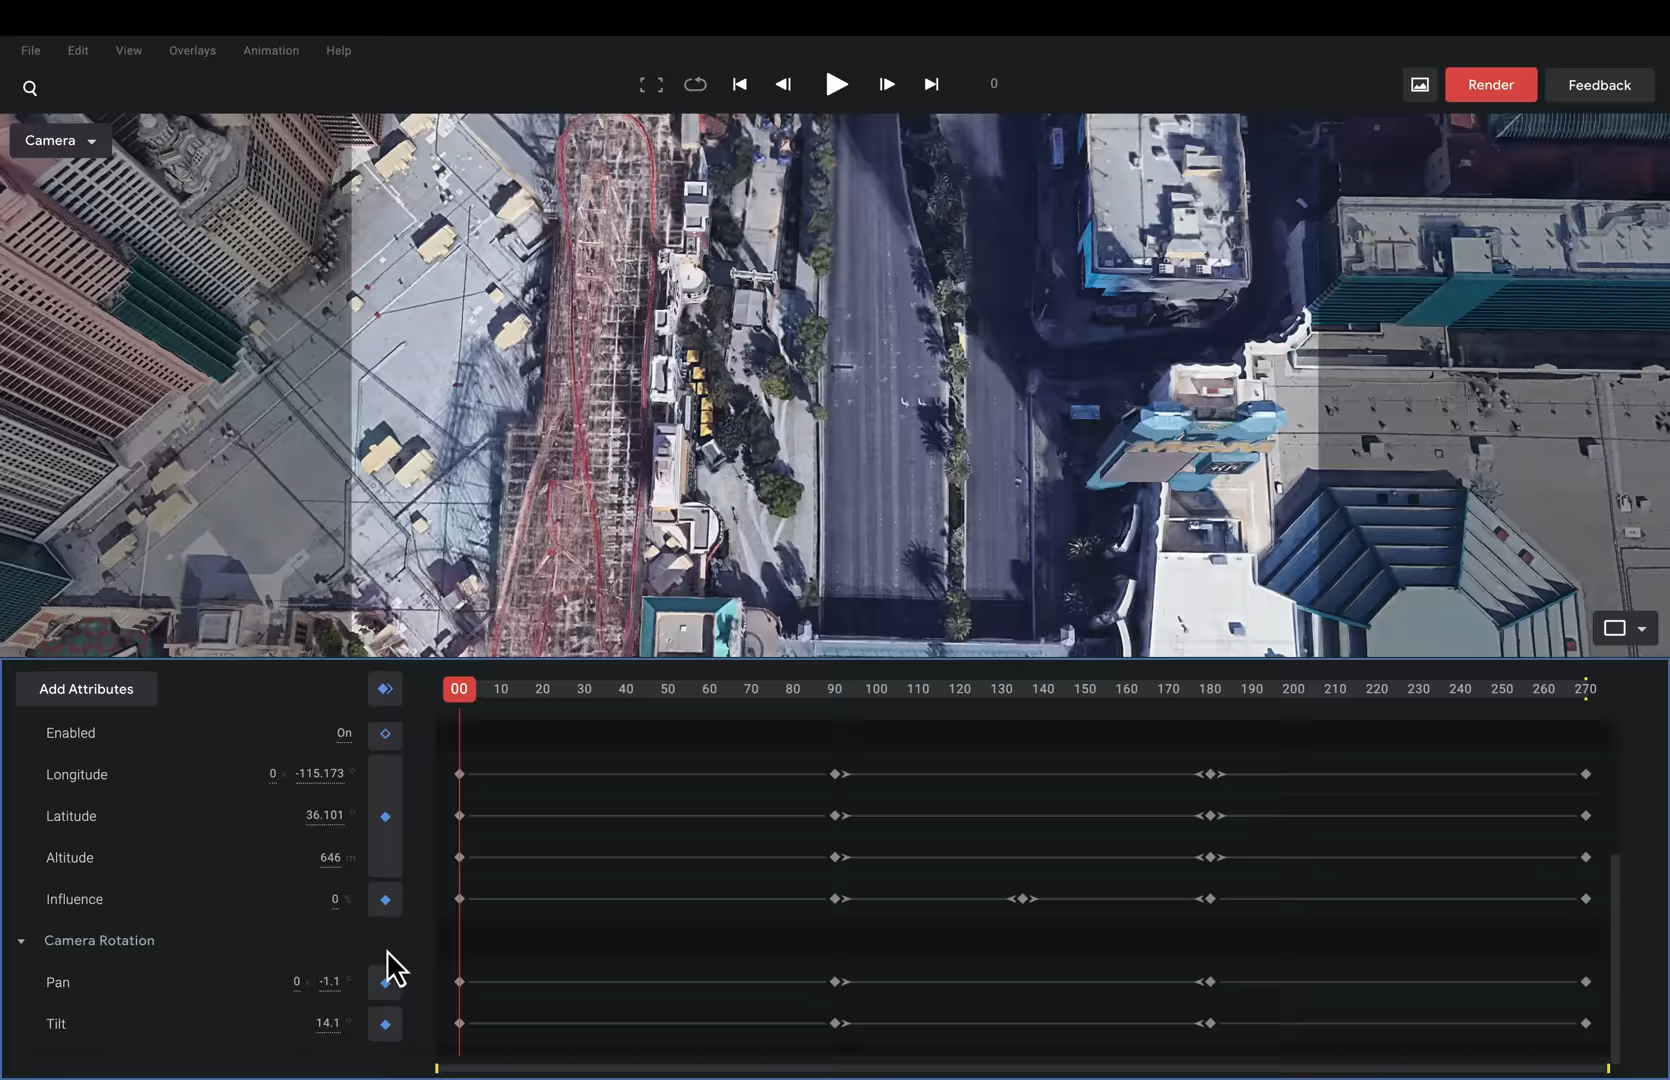 File Edit View Overlays Animation Help
0
Render Feedback
Camera
Add Attributes
00 10 20 30 40 50 60 70 80 90 100 110 120 130 140 150 160 170 180 190 200 210 220 230 240 250 260 270
Enabled On
Longitude 0 x -115.173 °
Latitude 36.101 °
Altitude 646 m
Influence 0 %
Camera Rotation
Pan 0 x -1.1 °
Tilt 14.1 °